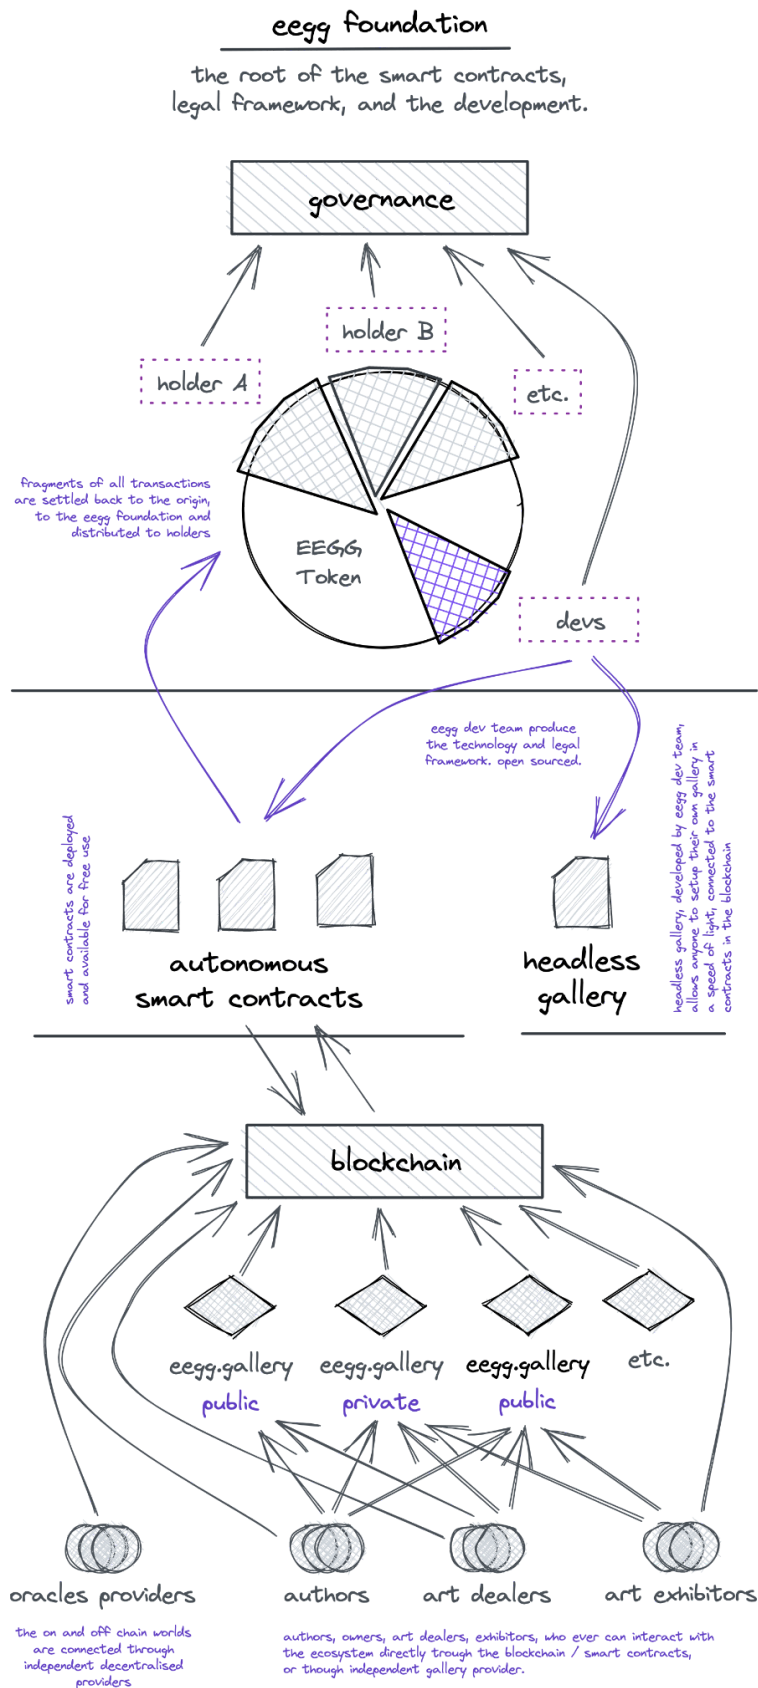 eegg foundation
the root of the smart contracts,
legal framework, and the development.
governance
holder B
holder A
etc.
fragments of all transactions
are settled back to the origin,
to the eegg foundation and
distributed to holders
EEGG
Token
devs
eegg dev team produce
the technology and legal
framework. open sourced.
smart contracts are deployed
and available for free use
headless gallery, developed by eegg dev team,
allows anyone to setup their own gallery in
a speed of light, connected to the smart
contracts in the blockchain
autonomous
smart contracts
headless
gallery
blockchain
eegg.gallery
public
eegg.gallery
private
eegg.gallery
public
etc.
oracles providers
authors
art dealers
art exhibitors
the on and off chain worlds
are connected through
independent decentralised
providers
authors, owners, art dealers, exhibitors, who ever can interact with
the ecosystem directly trough the blockchain / smart contracts,
or though independent gallery provider.